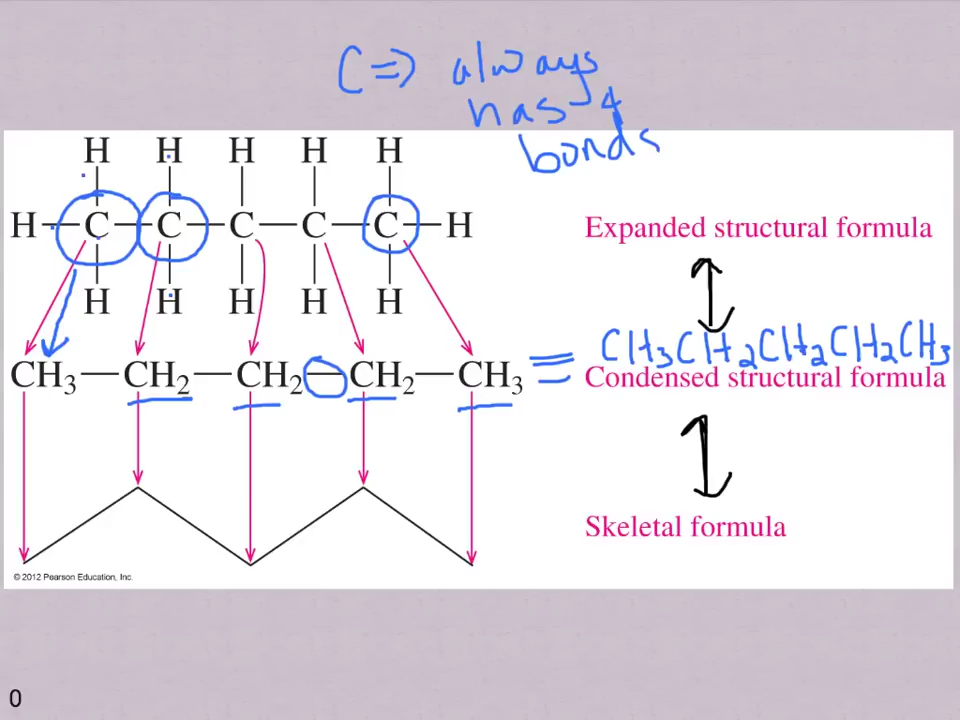 C ⇒ always
has 4
bonds
H H H H H
H—C—C—C—C—C—H
Expanded structural formula
H H H H H
CH₃CH₂CH₂CH₂CH₃
CH₃—CH₂—CH₂—CH₂—CH₃ =
Condensed structural formula
Skeletal formula
© 2012 Pearson Education, Inc.
0